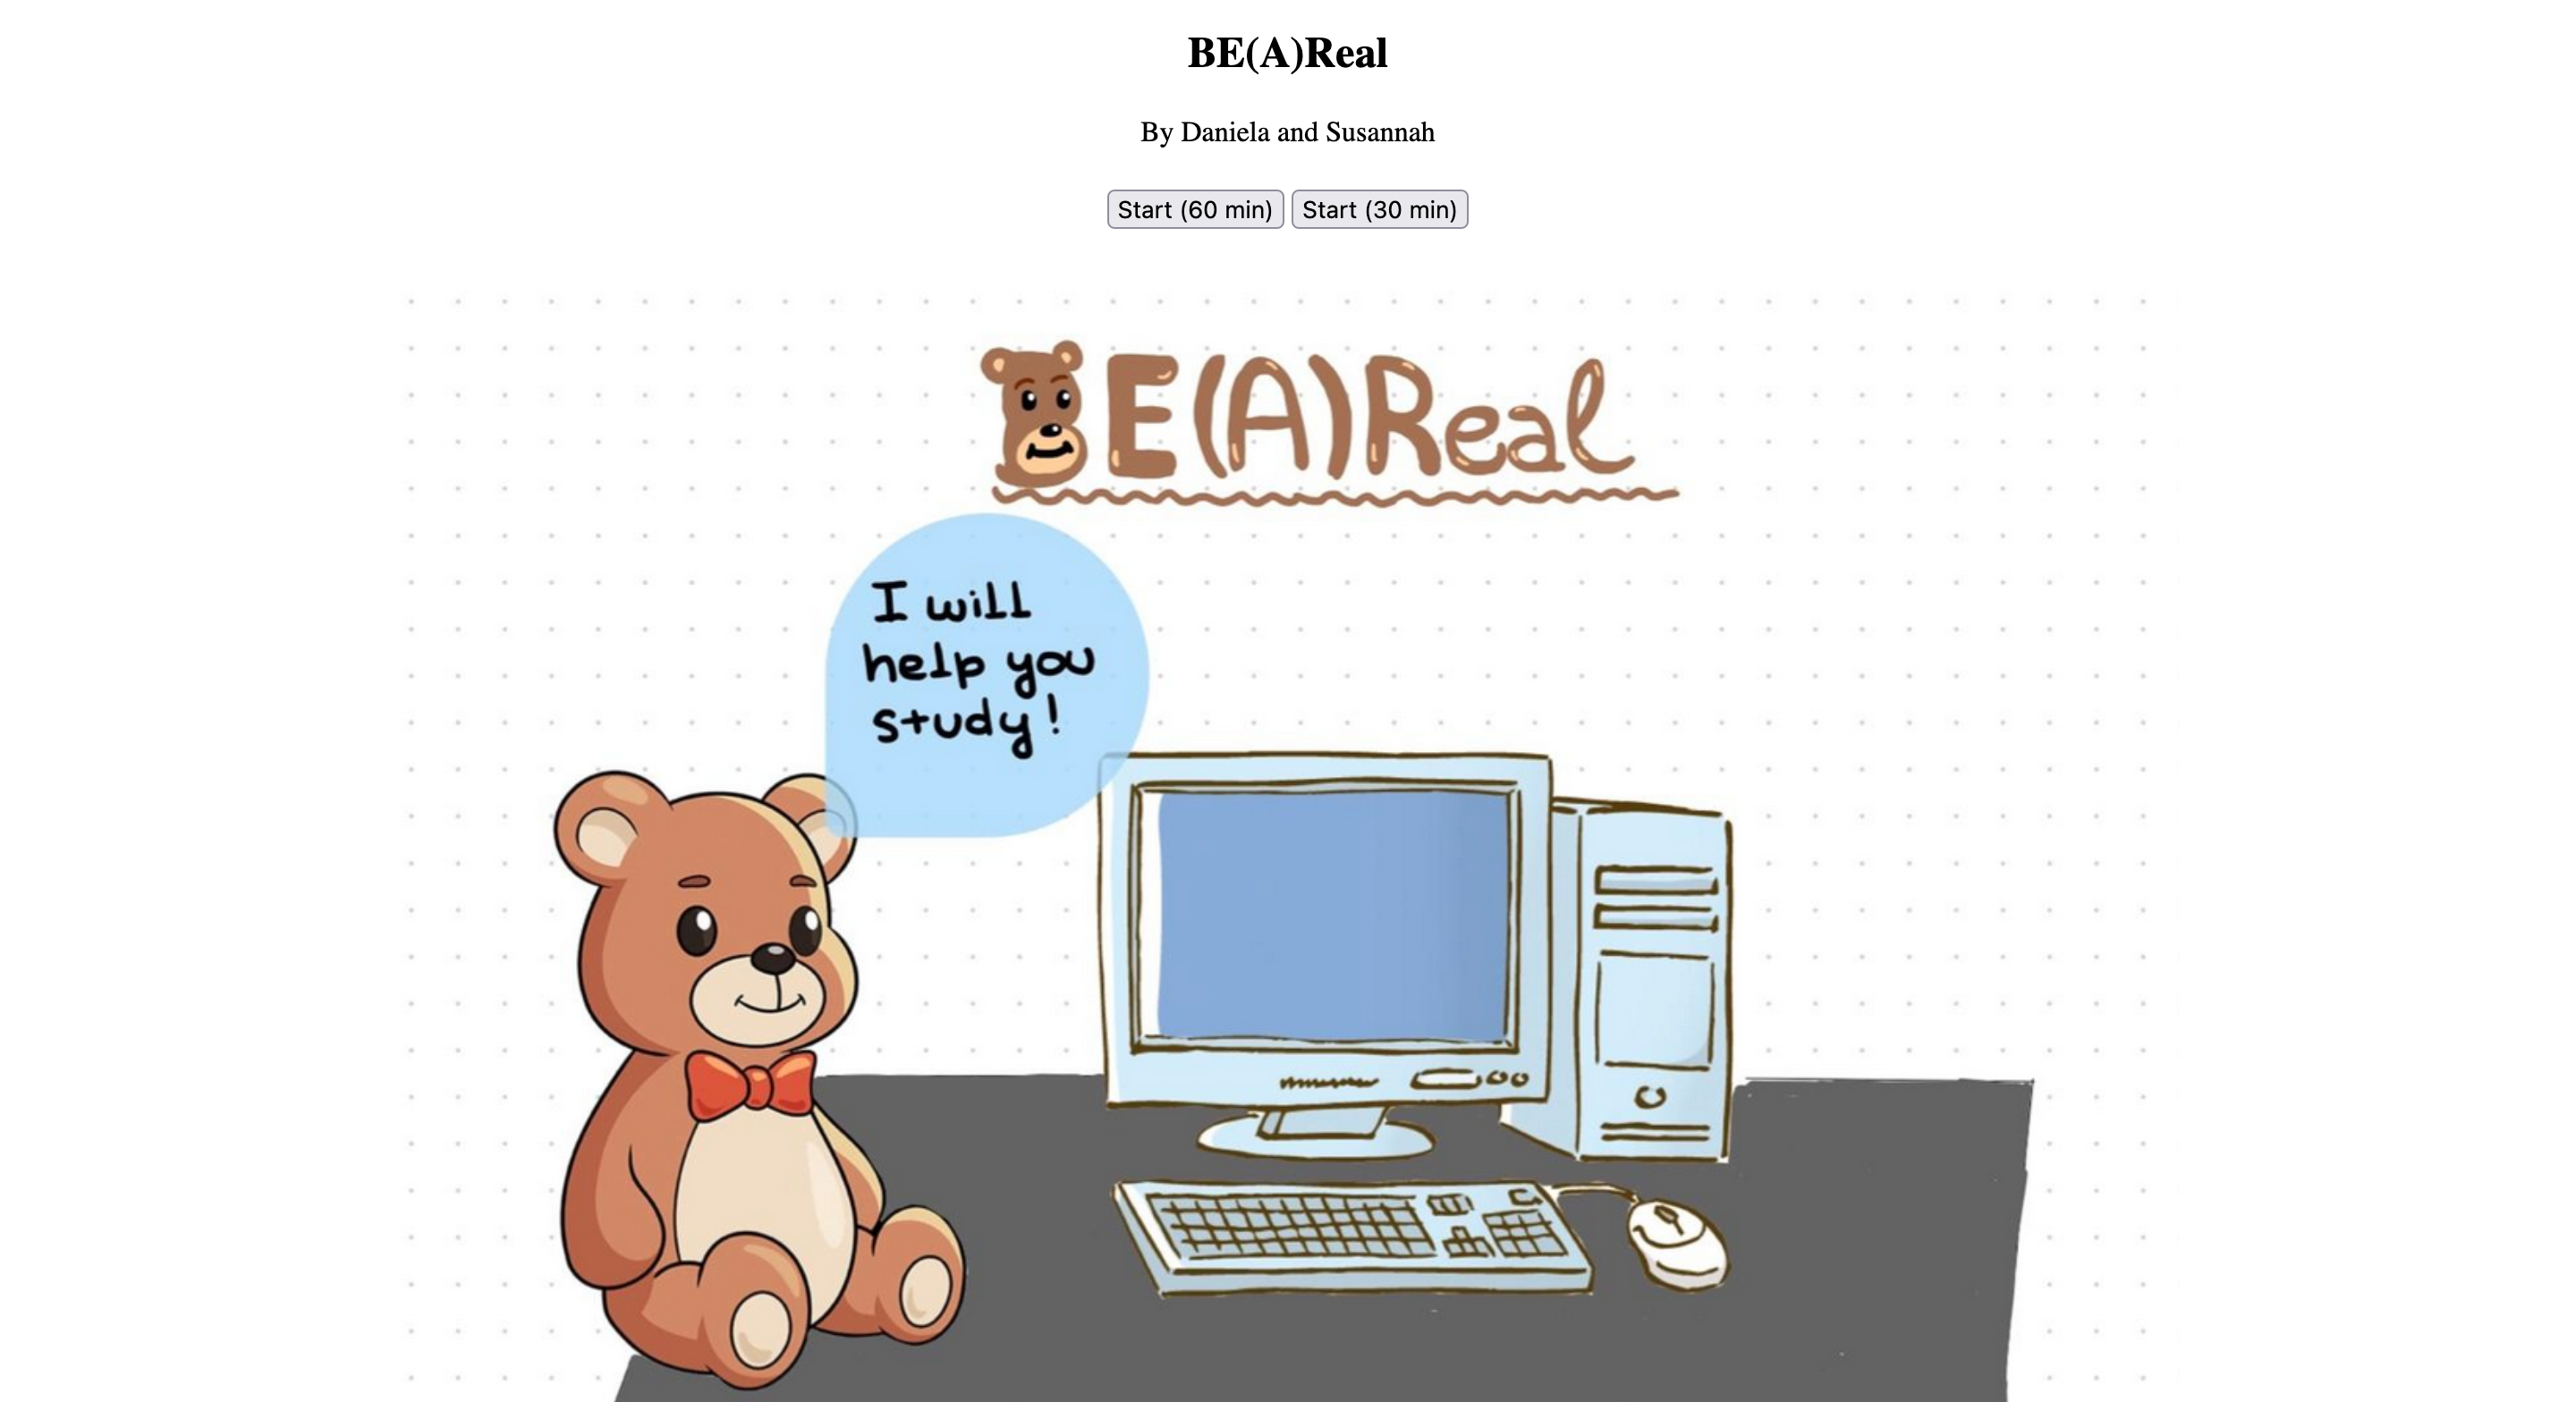 BE(A)Real
By Daniela and Susannah
Start (60 min) Start (30 min)
BE(A)Real
I will
help you
study!